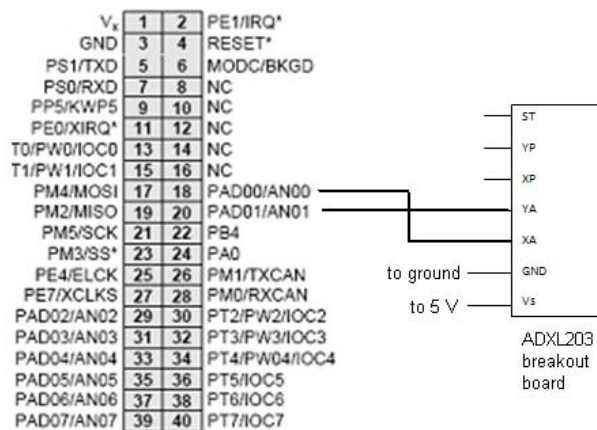 Vx 1 2 PE1/IRQ*
GND 3 4 RESET*
PS1/TXD 5 6 MODC/BKGD
PS0/RXD 7 8 NC
PP5/KWP5 9 10 NC
PE0/XIRQ* 11 12 NC
T0/PW0/IOC0 13 14 NC
T1/PW1/IOC1 15 16 NC
PM4/MOSI 17 18 PAD00/AN00
PM2/MISO 19 20 PAD01/AN01
PM5/SCK 21 22 PB4
PM3/SS* 23 24 PA0
PE4/ELCK 25 26 PM1/TXCAN
PE7/XCLKS 27 28 PM0/RXCAN
PAD02/AN02 29 30 PT2/PW2/IOC2
PAD03/AN03 31 32 PT3/PW3/IOC3
PAD04/AN04 33 34 PT4/PW04/IOC4
PAD05/AN05 35 36 PT5/IOC5
PAD06/AN06 37 38 PT6/IOC6
PAD07/AN07 39 40 PT7/IOC7
ST
YP
XP
YA
XA
to ground GND
to 5 V Vs
ADXL203
breakout
board